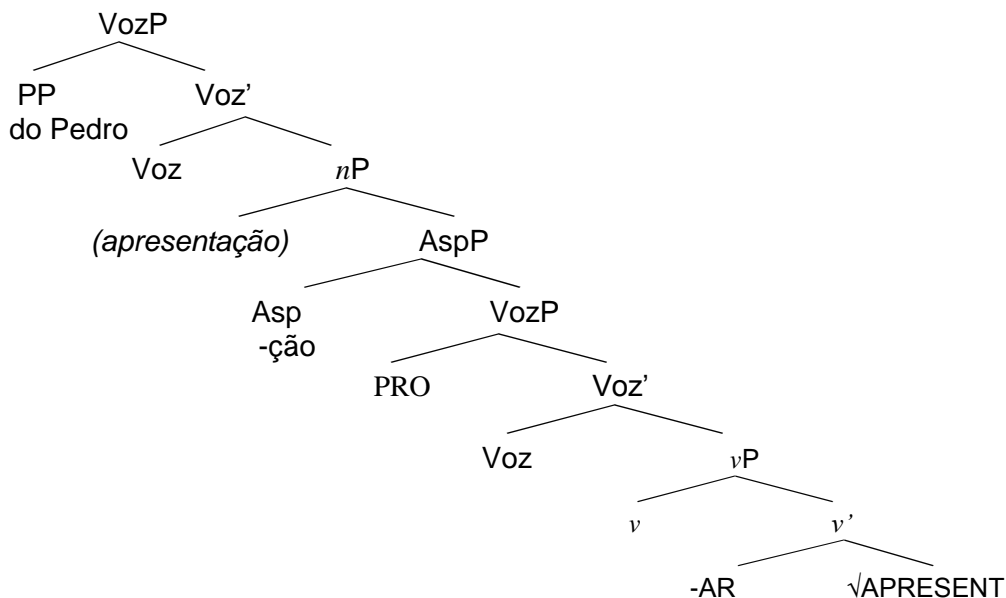 VozP
PP Voz’
do Pedro
Voz nP
(apresentação) AspP
Asp VozP
-ção
PRO Voz’
Voz vP
v v’
-AR √APRESENT